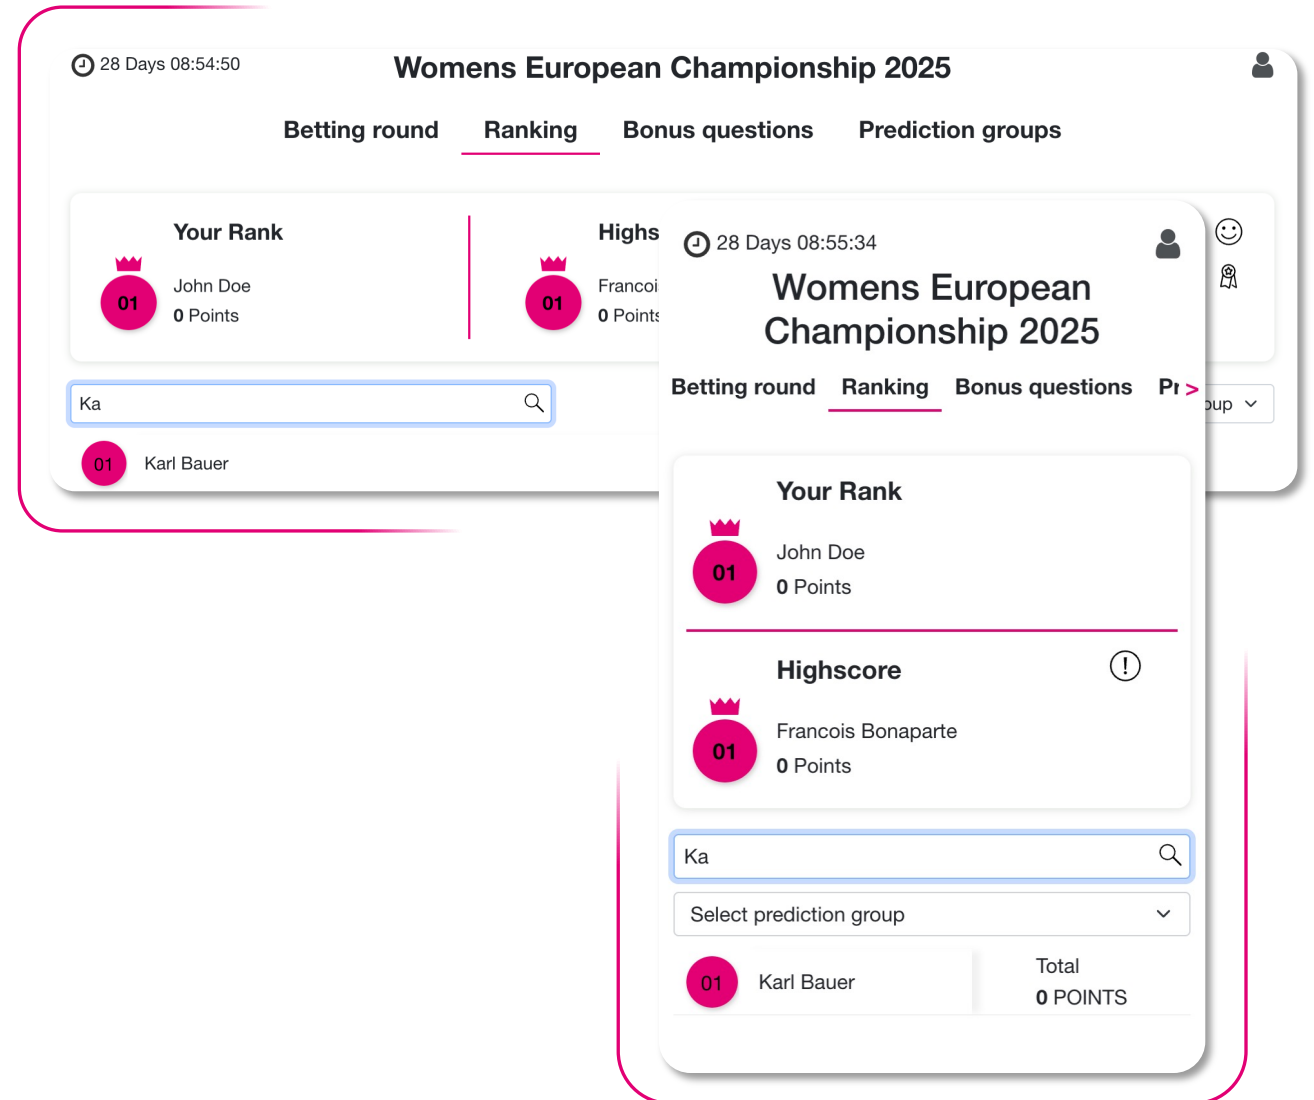 28 Days 08:54:50
Womens European Championship 2025
Betting round Ranking Bonus questions Prediction groups
Your Rank
01
John Doe
0 Points
Highs
01
Francoi
0 Points
Ka
01 Karl Bauer
oup
28 Days 08:55:34
Womens European
Championship 2025
Betting round Ranking Bonus questions Pr >
Your Rank
01
John Doe
0 Points
Highscore
01
Francois Bonaparte
0 Points
Ka
Select prediction group
01 Karl Bauer
Total
0 POINTS